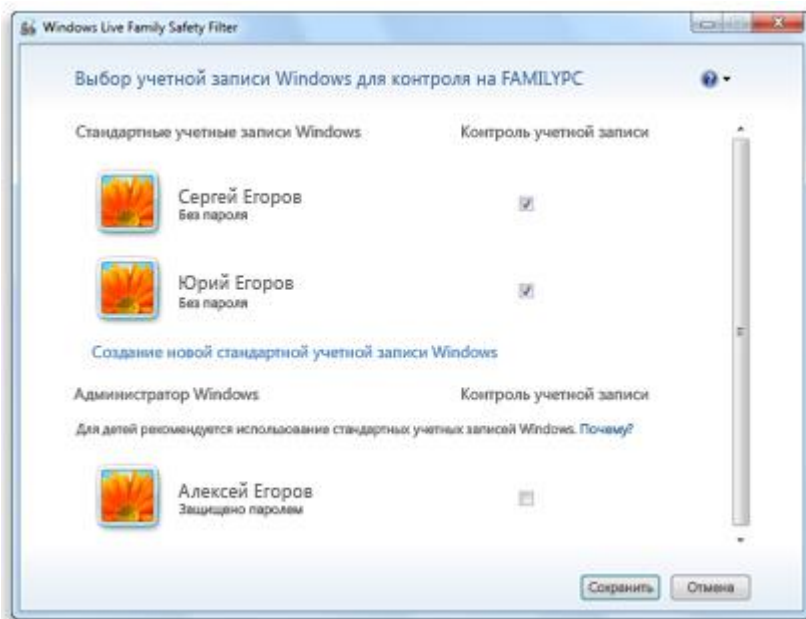 Windows Live Family Safety Filter
Выбор учетной записи Windows для контроля на FAMILYPC
Стандартные учетные записи Windows Контроль учетной записи
Сергей Егоров
Без пароля
Юрий Егоров
Без пароля
Создание новой стандартной учетной записи Windows
Администратор Windows Контроль учетной записи
Для детей рекомендуется использование стандартных учетных записей Windows. Почему?
Алексей Егоров
Защищено паролем
Сохранить Отмена